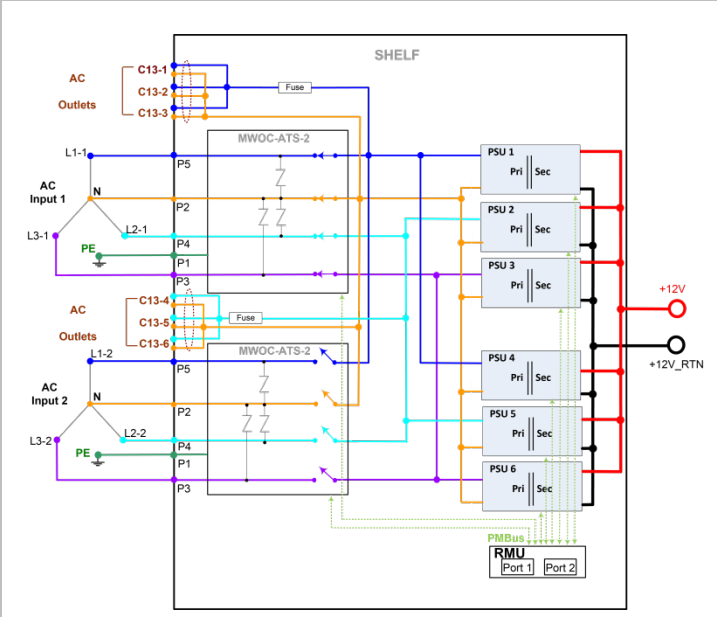 SHELF
AC
Outlets
C13-1
C13-2
C13-3
Fuse
MWOC-ATS-2
L1-1
P5
AC
Input 1
N
P2
L3-1
L2-1
PE
P4
P1
P3
PSU 1
Pri
Sec
PSU 2
Pri
Sec
PSU 3
Pri
Sec
AC
Outlets
C13-4
C13-5
C13-6
Fuse
+12V
+12V_RTN
MWOC-ATS-2
L1-2
P5
AC
Input 2
N
P2
L3-2
L2-2
PE
P4
P1
P3
PSU 4
Pri
Sec
PSU 5
Pri
Sec
PSU 6
Pri
Sec
PMBus
RMU
Port 1
Port 2